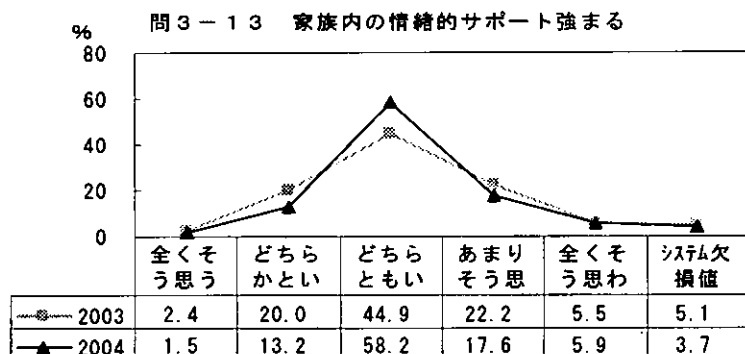 問3－13 家族内の情緒的サポート強まる
%
80
60
40
20
0
全くそ どちら どちら あまり 全くそ ｼｽﾃﾑ欠
う思う かとい ともい そう思 う思わ 損値
2003 2.4 20.0 44.9 22.2 5.5 5.1
2004 1.5 13.2 58.2 17.6 5.9 3.7